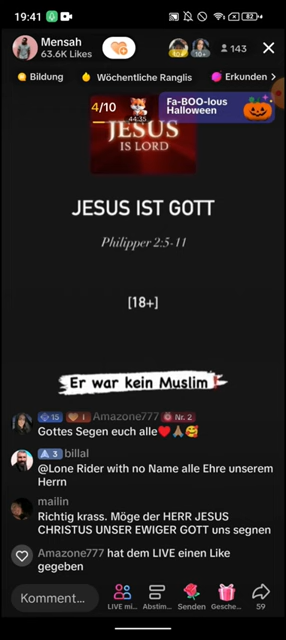 19:41
82
Mensah
63.6K Likes
143
Bildung
Wöchentliche Ranglis
Erkunden
4/10
44:35
Fa-BOO-lous
Halloween
JESUS
IS LORD
JESUS IST GOTT
Philipper 2:5-11
[18+]
Er war kein Muslim❗
15 1 Amazone777 Nr. 2
Gottes Segen euch alle❤️🙏🏽🥰
3 billal
@Lone Rider with no Name alle Ehre unserem
Herrn
mailin
Richtig krass. Möge der HERR JESUS
CHRISTUS UNSER EWIGER GOTT uns segnen
Amazone777 hat dem LIVE einen Like
gegeben
Komment...
LIVE mi...
Abstim...
Senden
Gesche...
59